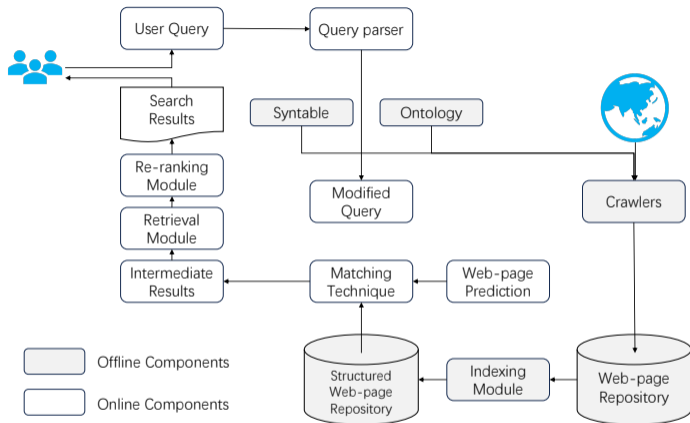 User Query
Query parser
Search
Results
Syntable
Ontology
Re-ranking
Module
Modified
Query
Crawlers
Retrieval
Module
Intermediate
Results
Matching
Technique
Web-page
Prediction
Offline Components
Online Components
Structured
Web-page
Repository
Indexing
Module
Web-page
Repository